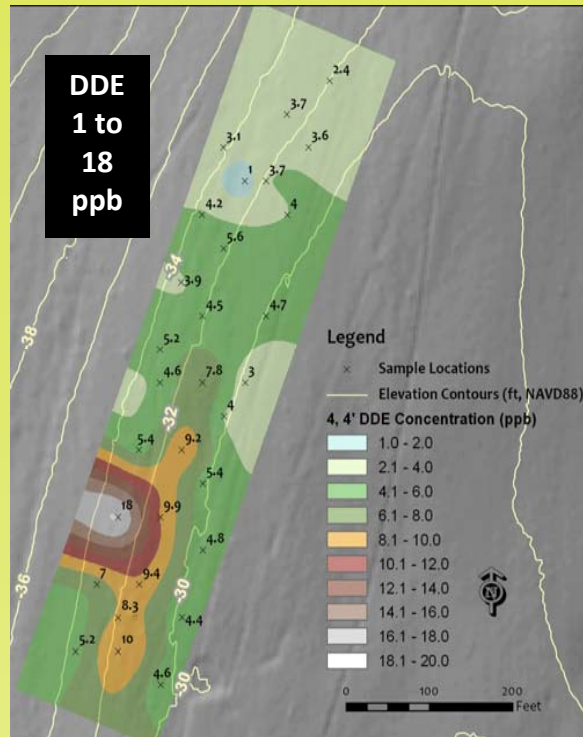 DDE
1 to
18
ppb
2.4
3.7
3.1
3.6
1
3.7
4.2
4
5.6
-34
3.9
4.5
4.7
-38
5.2
4.6
7.8
3
-32
4
5.4
9.2
5.4
18
9.9
4.8
-36
7
9.4
-30
8.3
4.4
5.2
10
4.6
-30
Legend
Sample Locations
Elevation Contours (ft, NAVD88)
4, 4' DDE Concentration (ppb)
1.0 - 2.0
2.1 - 4.0
4.1 - 6.0
6.1 - 8.0
8.1 - 10.0
10.1 - 12.0
12.1 - 14.0
14.1 - 16.0
16.1 - 18.0
18.1 - 20.0
N
0 100 200
Feet